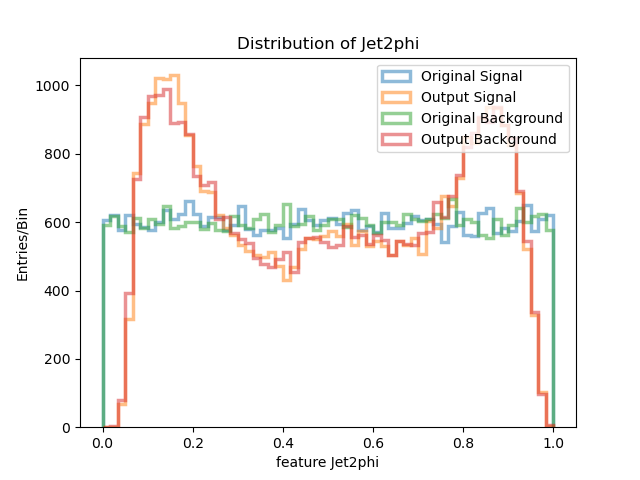 Distribution of Jet2phi
Original Signal
Output Signal
Original Background
Output Background
Entries/Bin
1000
800
600
400
200
0
0.0 0.2 0.4 0.6 0.8 1.0
feature Jet2phi